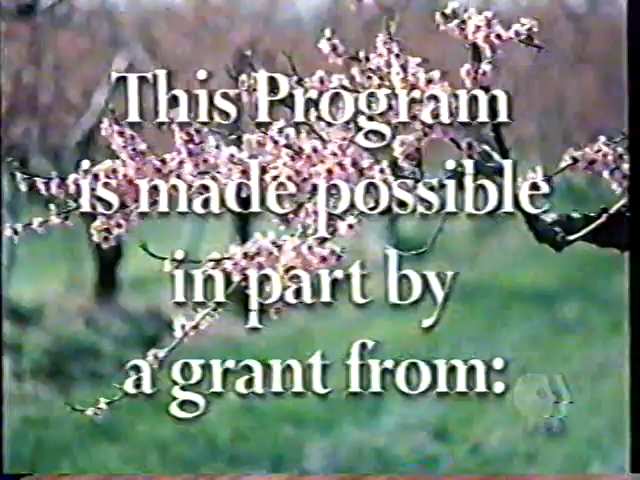 This Program
is made possible
in part by
a grant from: